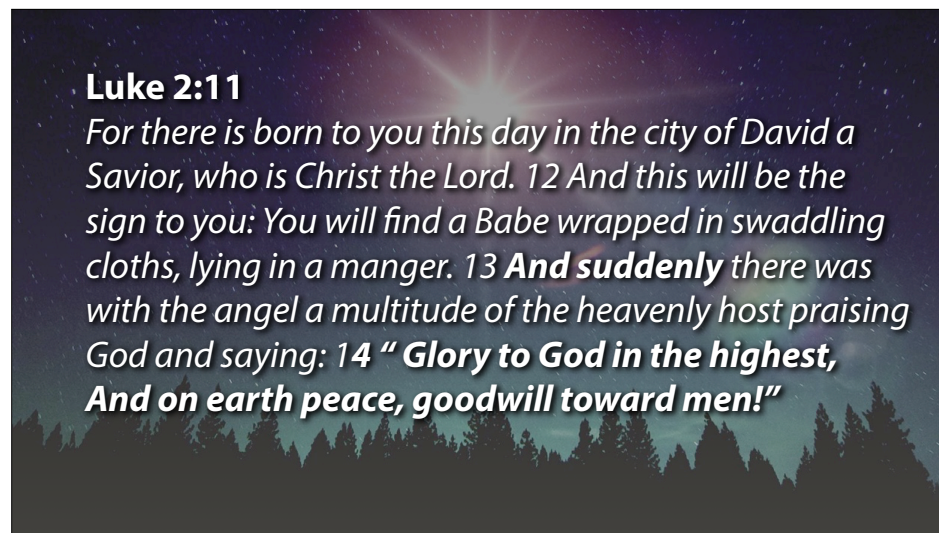 Luke 2:11
For there is born to you this day in the city of David a
Savior, who is Christ the Lord. 12 And this will be the
sign to you: You will find a Babe wrapped in swaddling
cloths, lying in a manger. 13 And suddenly there was
with the angel a multitude of the heavenly host praising
God and saying: 14 “ Glory to God in the highest,
And on earth peace, goodwill toward men!”